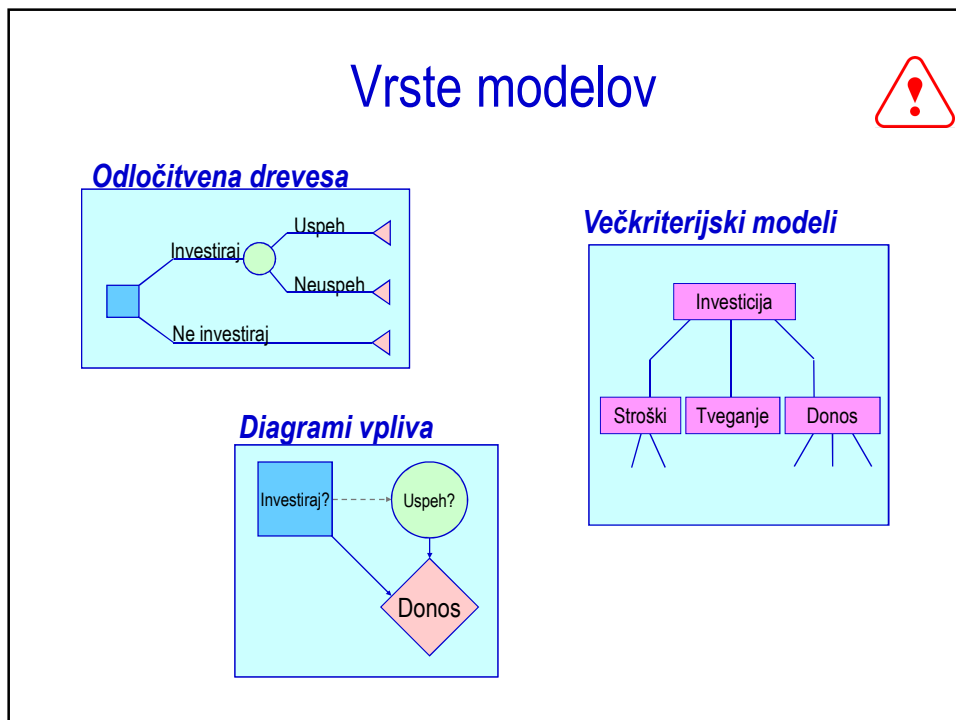 Vrste modelov
!
Odločitvena drevesa
Uspeh
Investiraj
Neuspeh
Ne investiraj
Večkriterijski modeli
Investicija
Stroški Tveganje Donos
Diagrami vpliva
Investiraj? Uspeh?
Donos